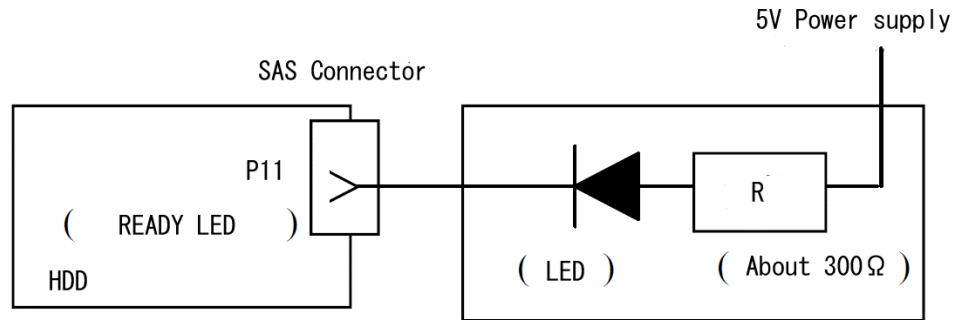 5V Power supply
SAS Connector
P11
( READY LED )
HDD
R
( LED )
( About 300Ω )